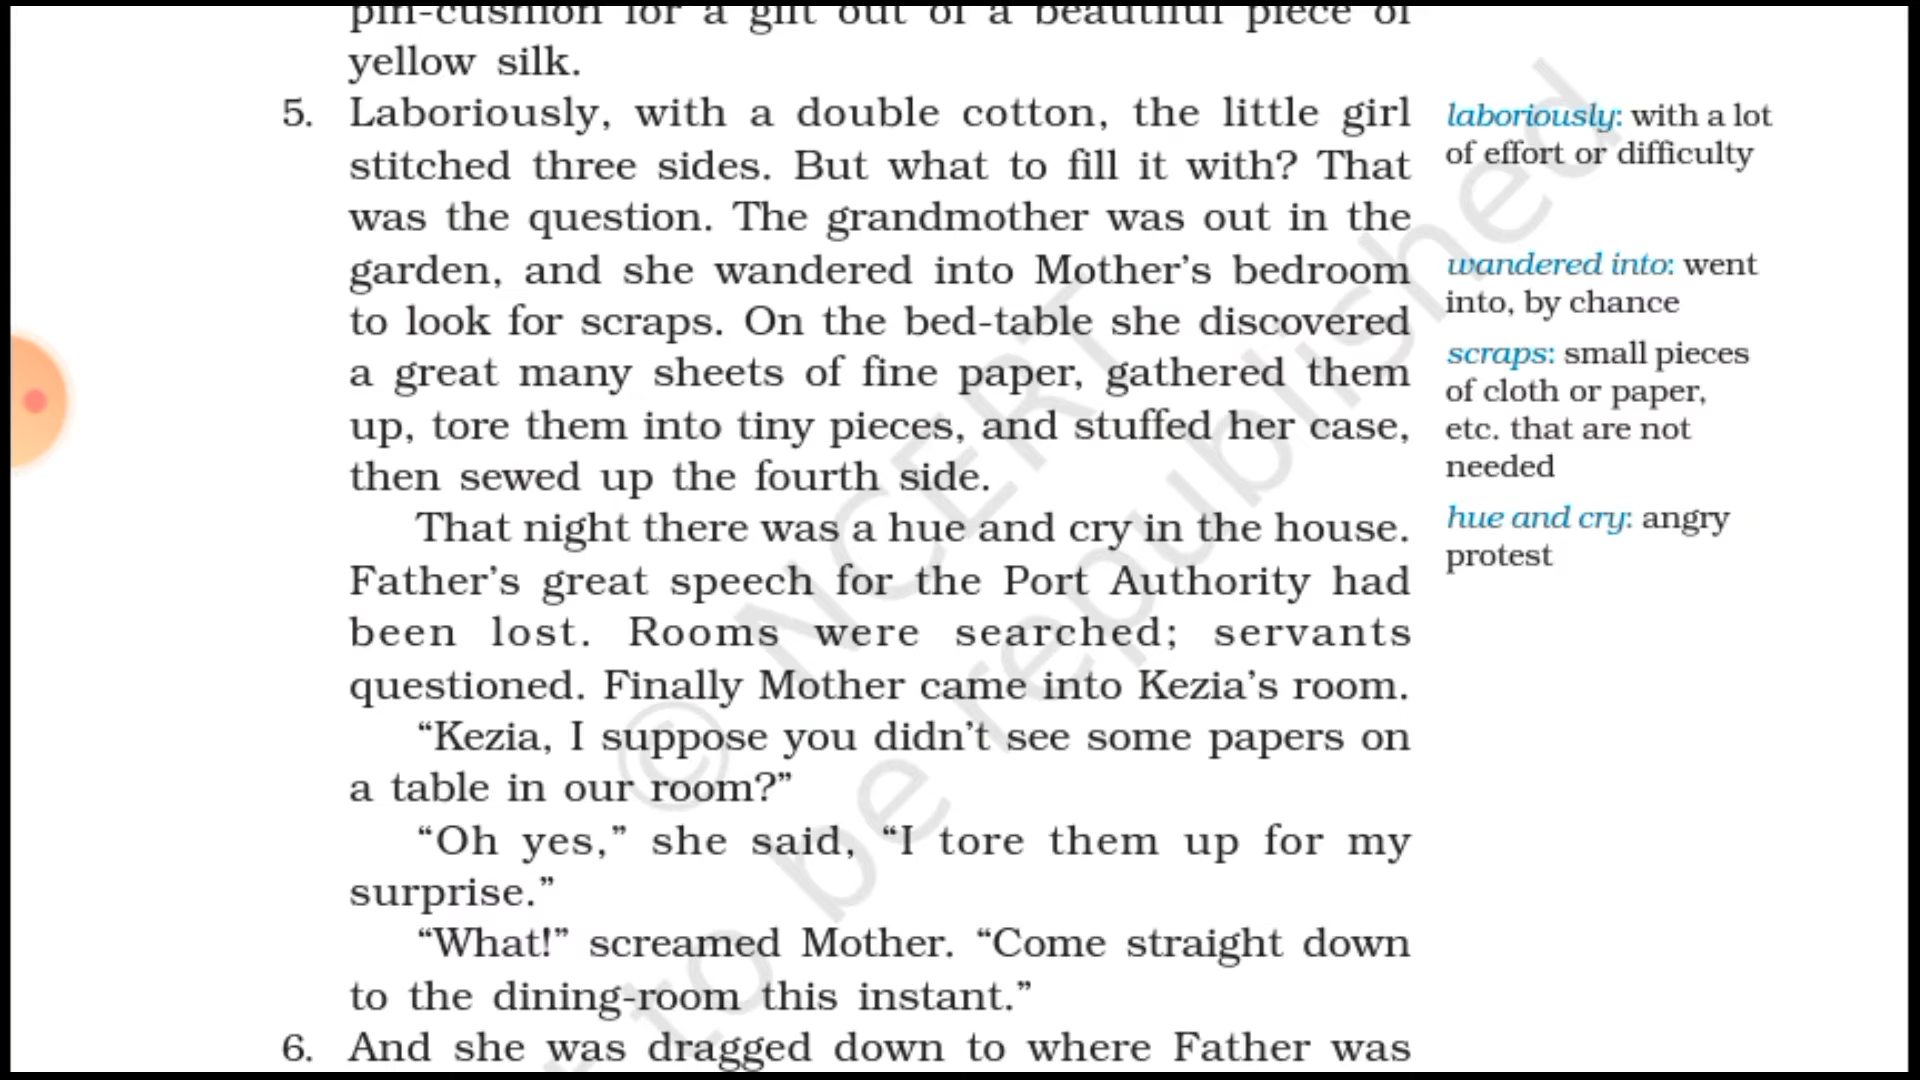 pin-cushion for a gift out of a beautiful piece of
yellow silk.
5. Laboriously, with a double cotton, the little girl
stitched three sides. But what to fill it with? That
was the question. The grandmother was out in the
garden, and she wandered into Mother’s bedroom
to look for scraps. On the bed-table she discovered
a great many sheets of fine paper, gathered them
up, tore them into tiny pieces, and stuffed her case,
then sewed up the fourth side.
That night there was a hue and cry in the house.
Father’s great speech for the Port Authority had
been lost. Rooms were searched; servants
questioned. Finally Mother came into Kezia’s room.
“Kezia, I suppose you didn’t see some papers on
a table in our room?”
“Oh yes,” she said, “I tore them up for my
surprise.”
“What!” screamed Mother. “Come straight down
to the dining-room this instant.”
6. And she was dragged down to where Father was
laboriously: with a lot
of effort or difficulty
wandered into: went
into, by chance
scraps: small pieces
of cloth or paper,
etc. that are not
needed
hue and cry: angry
protest
© NCERT
to be republished